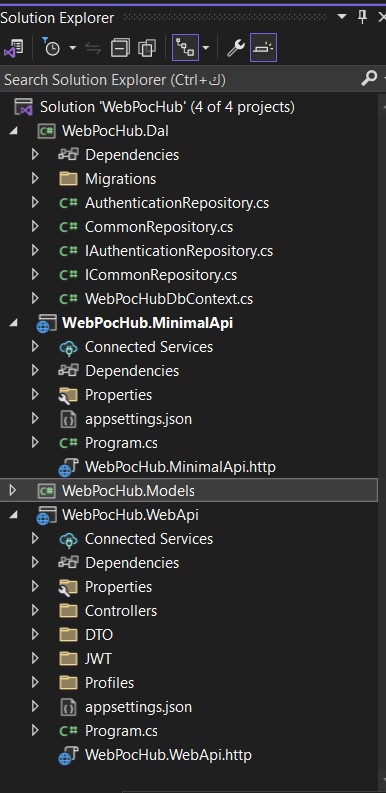 Solution Explorer
Search Solution Explorer (Ctrl+ك)
Solution 'WebPocHub' (4 of 4 projects)
WebPocHub.Dal
Dependencies
Migrations
AuthenticationRepository.cs
CommonRepository.cs
IAuthenticationRepository.cs
ICommonRepository.cs
WebPocHubDbContext.cs
WebPocHub.MinimalApi
Connected Services
Dependencies
Properties
appsettings.json
Program.cs
WebPocHub.MinimalApi.http
WebPocHub.Models
WebPocHub.WebApi
Connected Services
Dependencies
Properties
Controllers
DTO
JWT
Profiles
appsettings.json
Program.cs
WebPocHub.WebApi.http